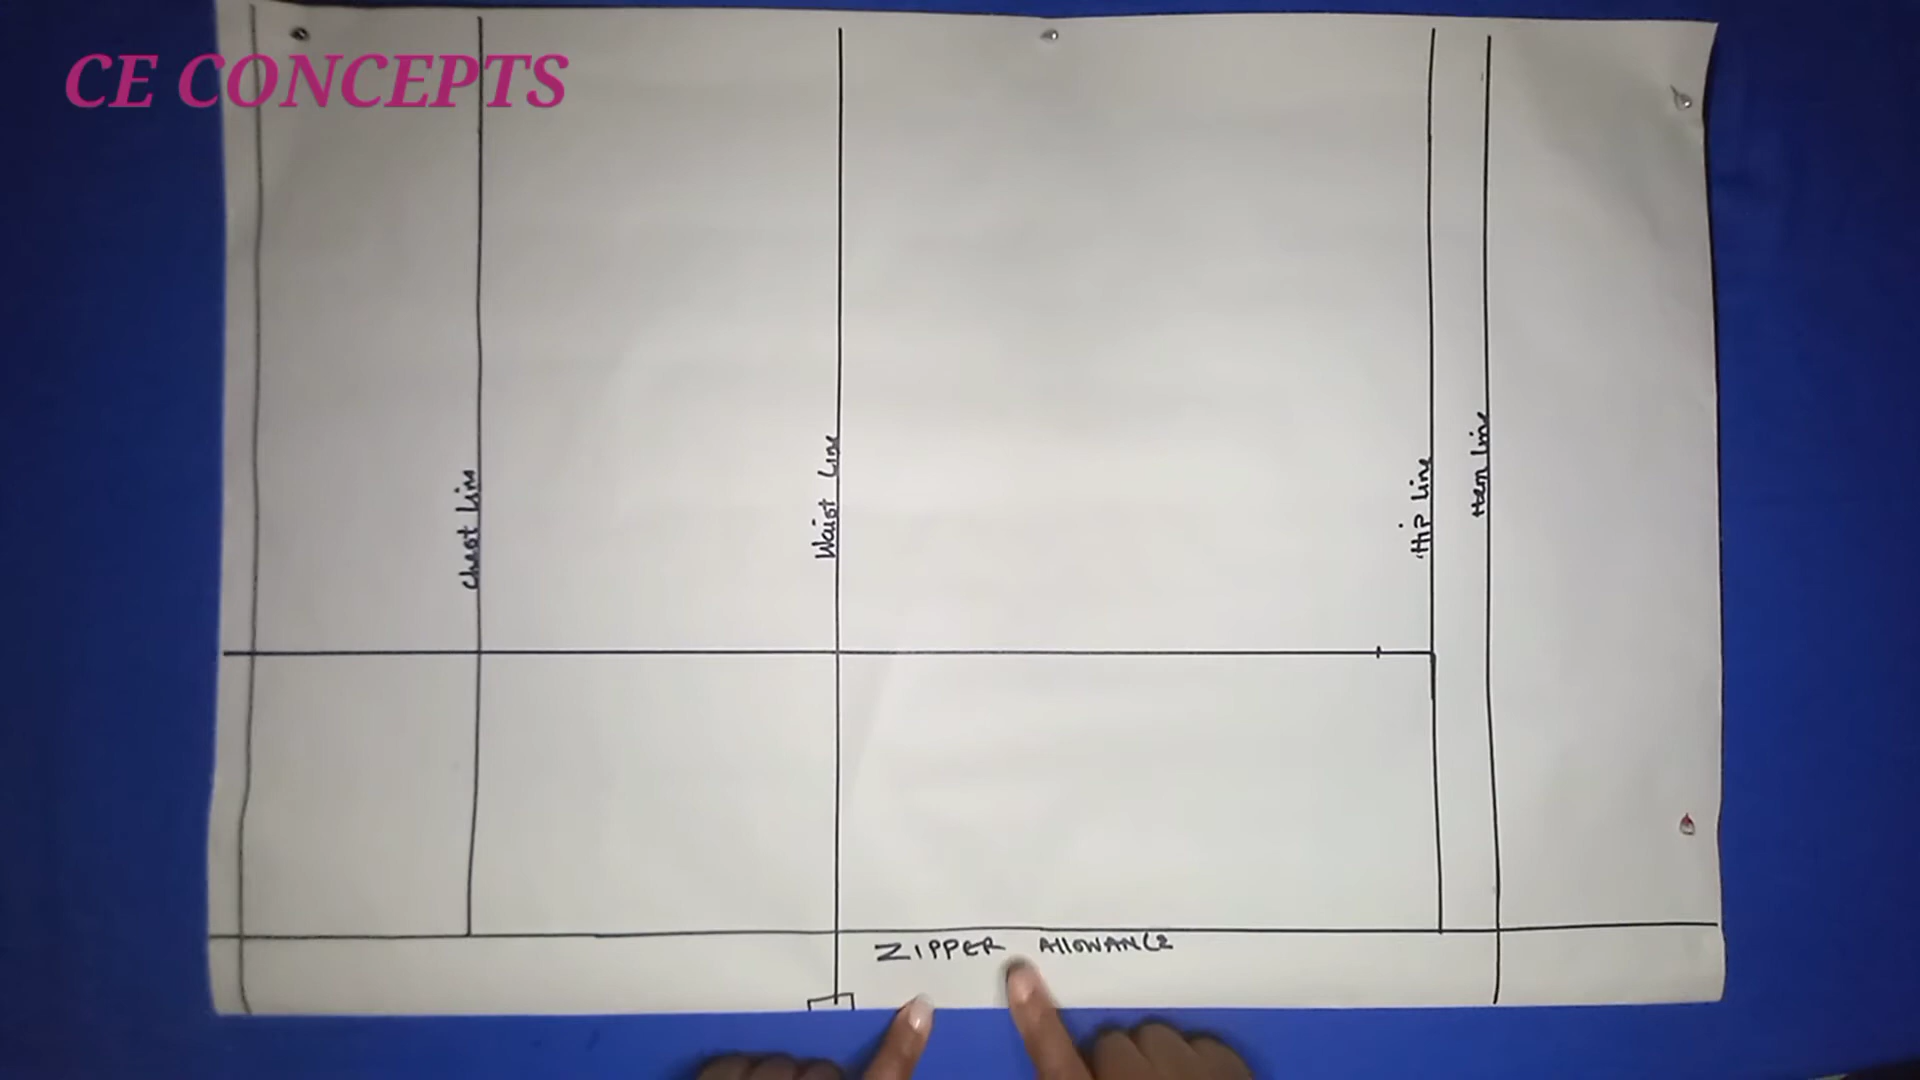 CE CONCEPTS
Chest Line
Waist Line
Hip Line
Hem Line
ZIPPER ALLOWANCE